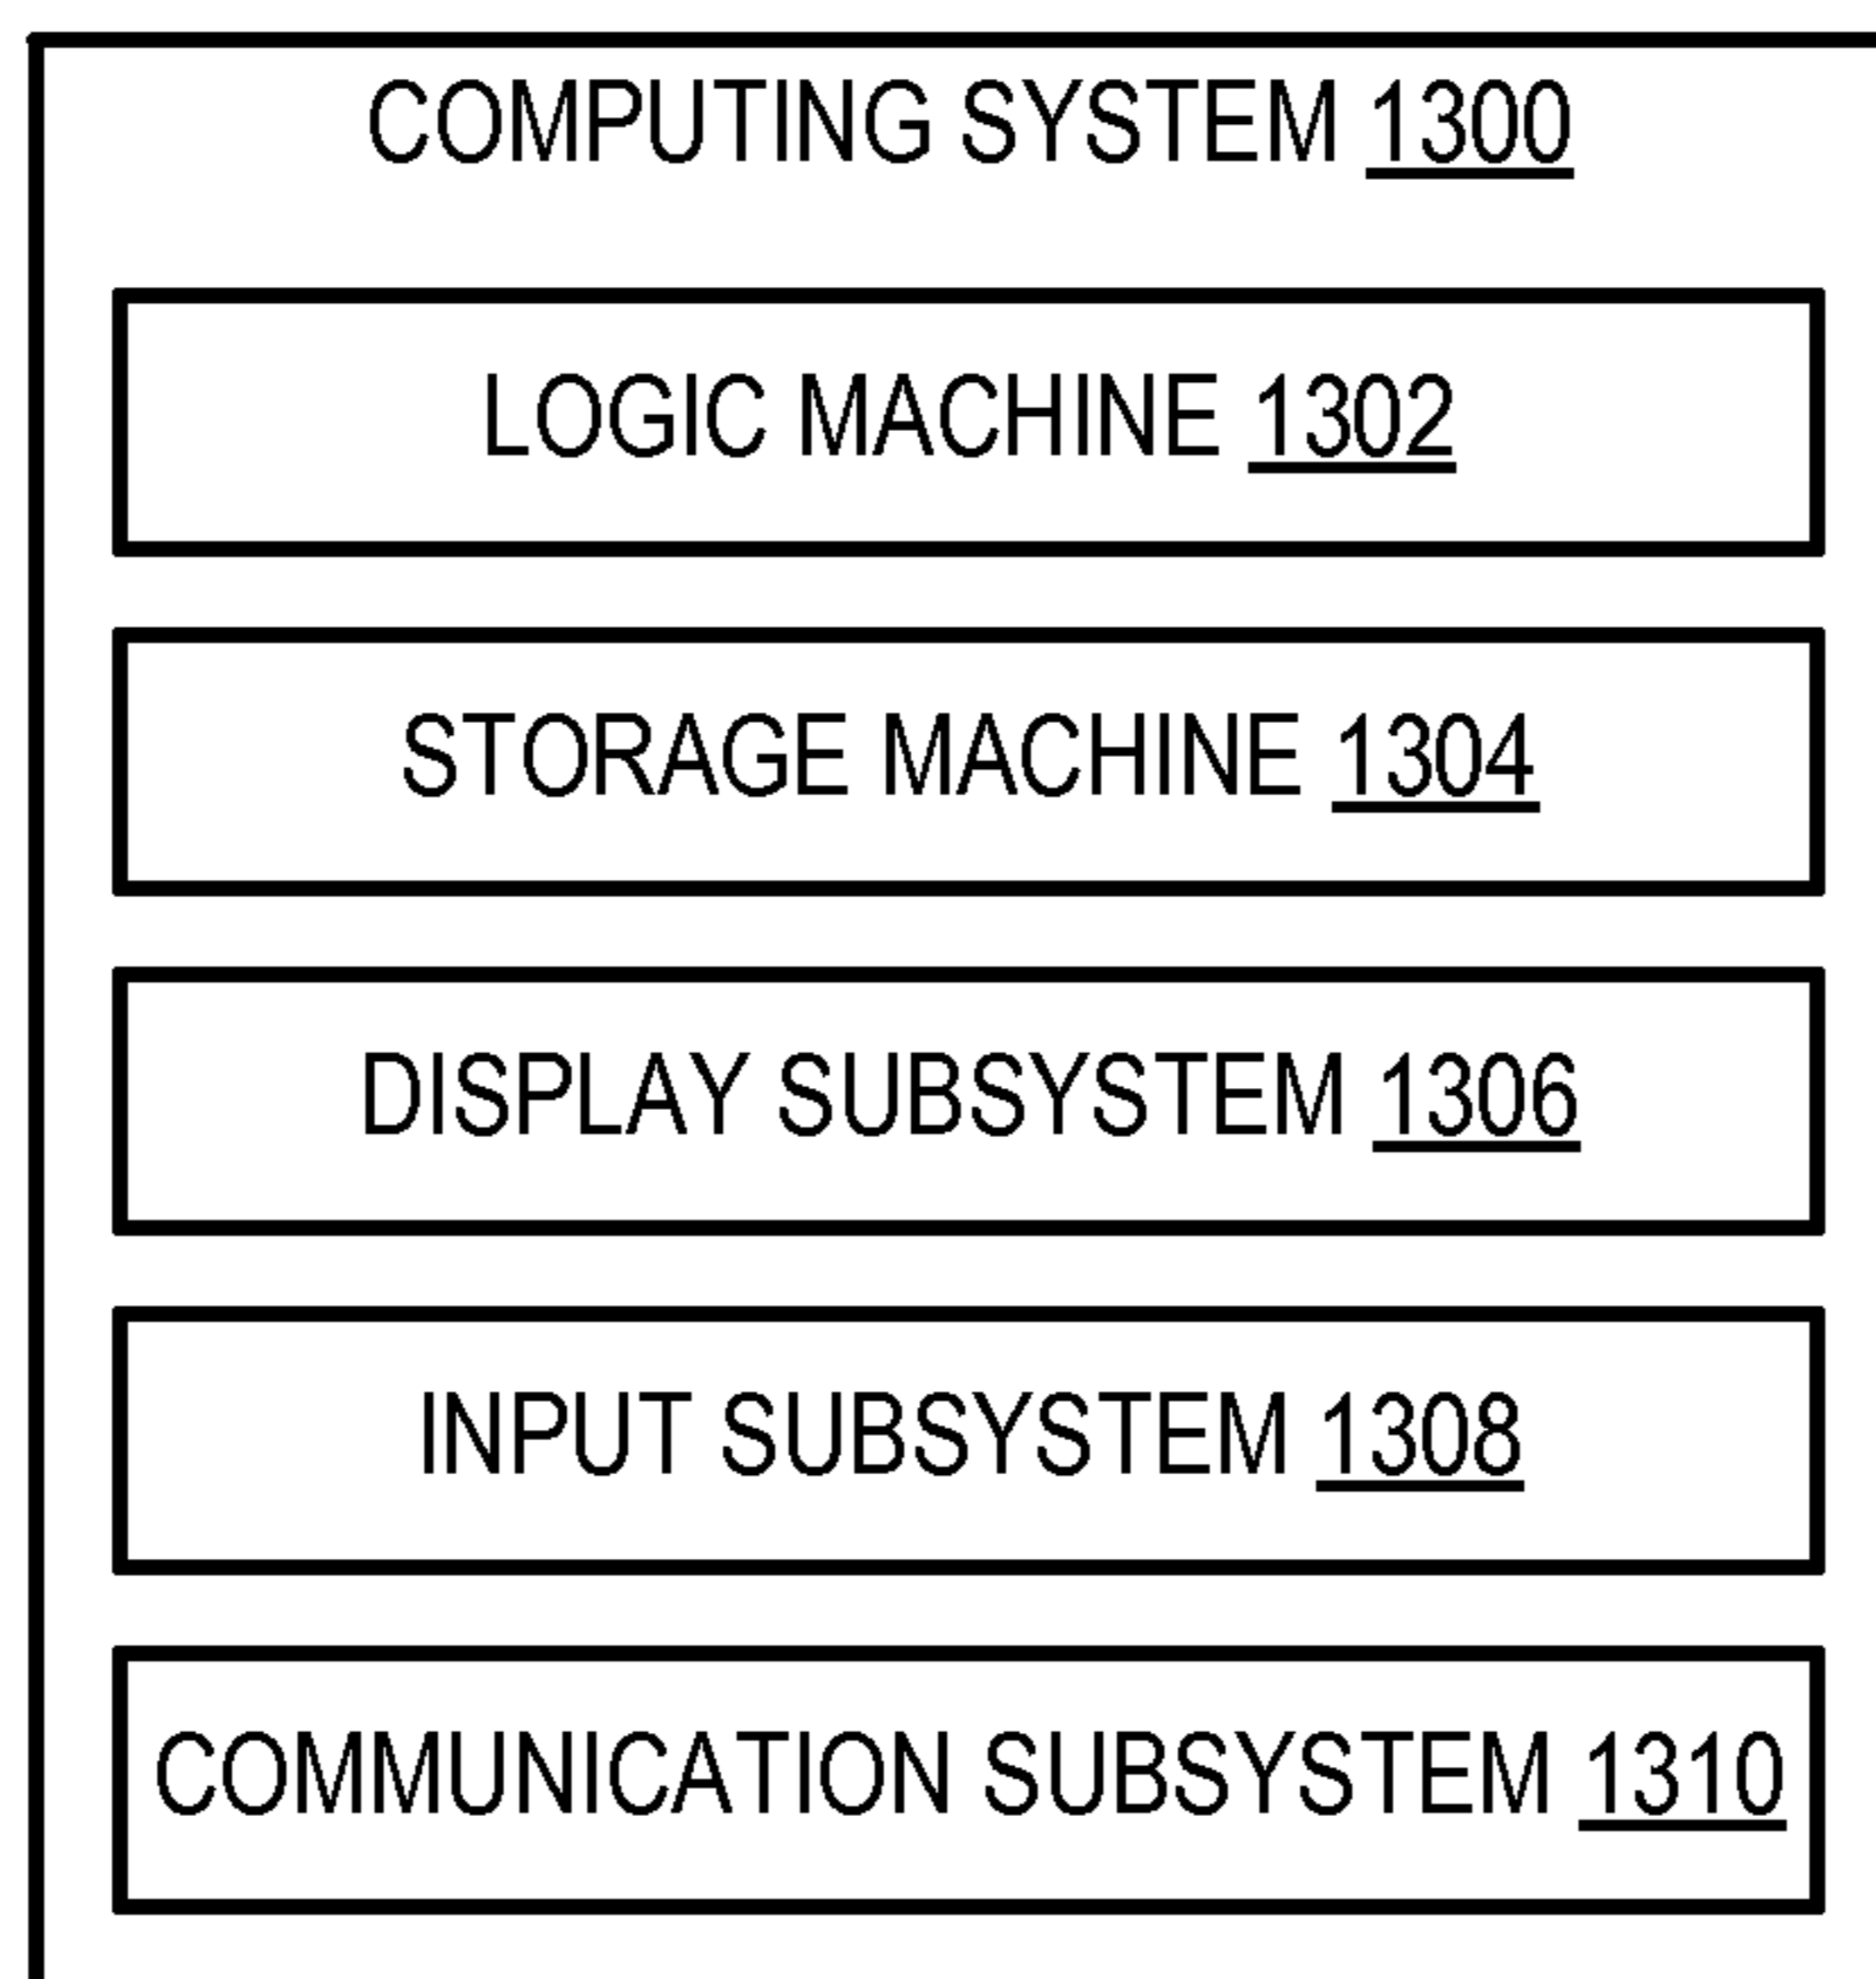 COMPUTING SYSTEM 1300
LOGIC MACHINE 1302
STORAGE MACHINE 1304
DISPLAY SUBSYSTEM 1306
INPUT SUBSYSTEM 1308
COMMUNICATION SUBSYSTEM 1310